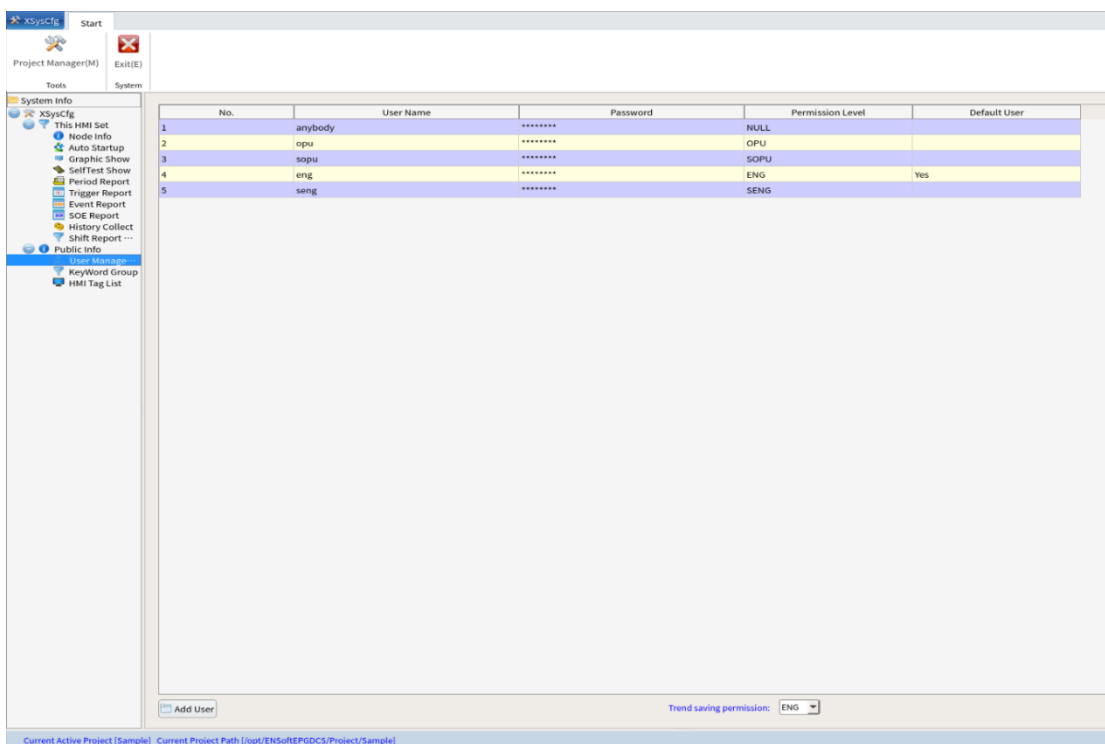 XSysCfg Start
Project Manager(M) Exit(E)
Tools System
System Info
XSysCfg
This HMI Set
Node Info
Auto Startup
Graphic Show
SelfTest Show
Period Report
Trigger Report
Event Report
SOE Report
History Collect
Shift Report ···
Public Info
User Manage···
KeyWord Group
HMI Tag List
No. User Name Password Permission Level Default User
1 anybody ******** NULL
2 opu ******** OPU
3 sopu ******** SOPU
4 eng ******** ENG Yes
5 seng ******** SENG
Add User Trend saving permission: ENG
Current Active Project [Sample] Current Project Path [/opt/ENSoftEPGDCS/Project/Sample]